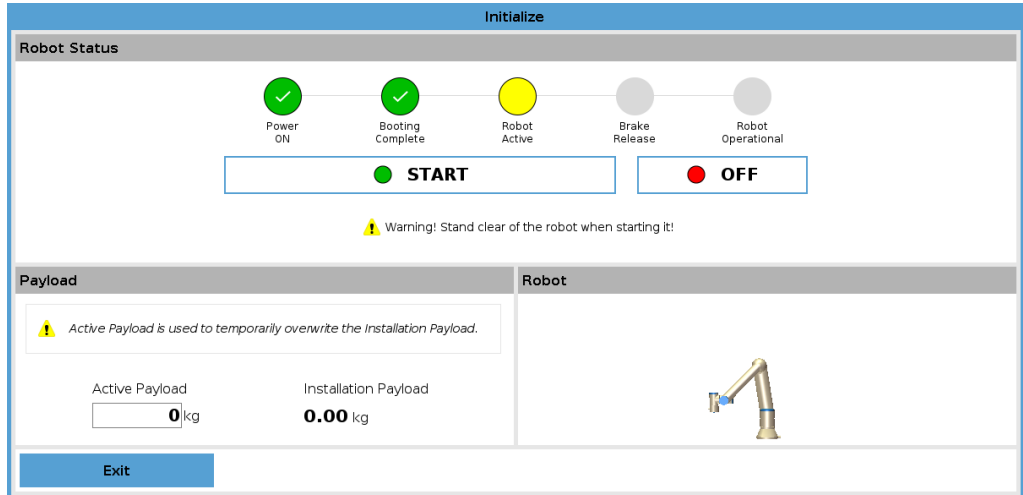 Initialize
Robot Status
Power
ON
Booting
Complete
Robot
Active
Brake
Release
Robot
Operational
START
OFF
Warning! Stand clear of the robot when starting it!
Payload
Robot
Active Payload is used to temporarily overwrite the Installation Payload.
Active Payload
Installation Payload
0 kg
0.00 kg
Exit